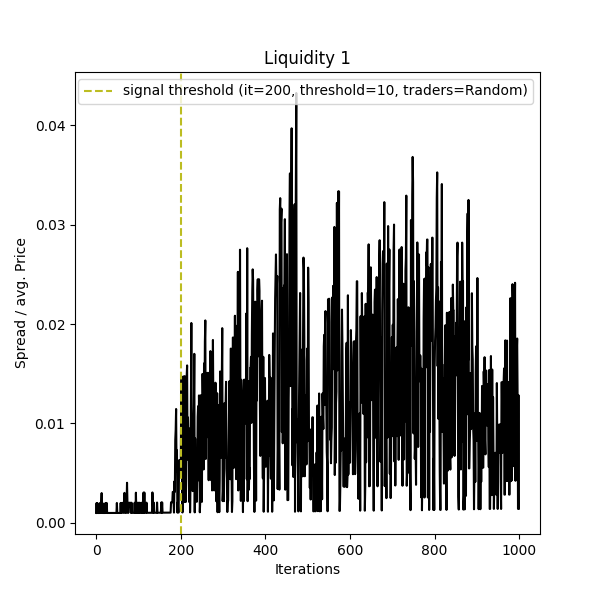 Liquidity 1
signal threshold (it=200, threshold=10, traders=Random)
0.04
0.03
0.02
0.01
0.00
Spread / avg. Price
0 200 400 600 800 1000
Iterations